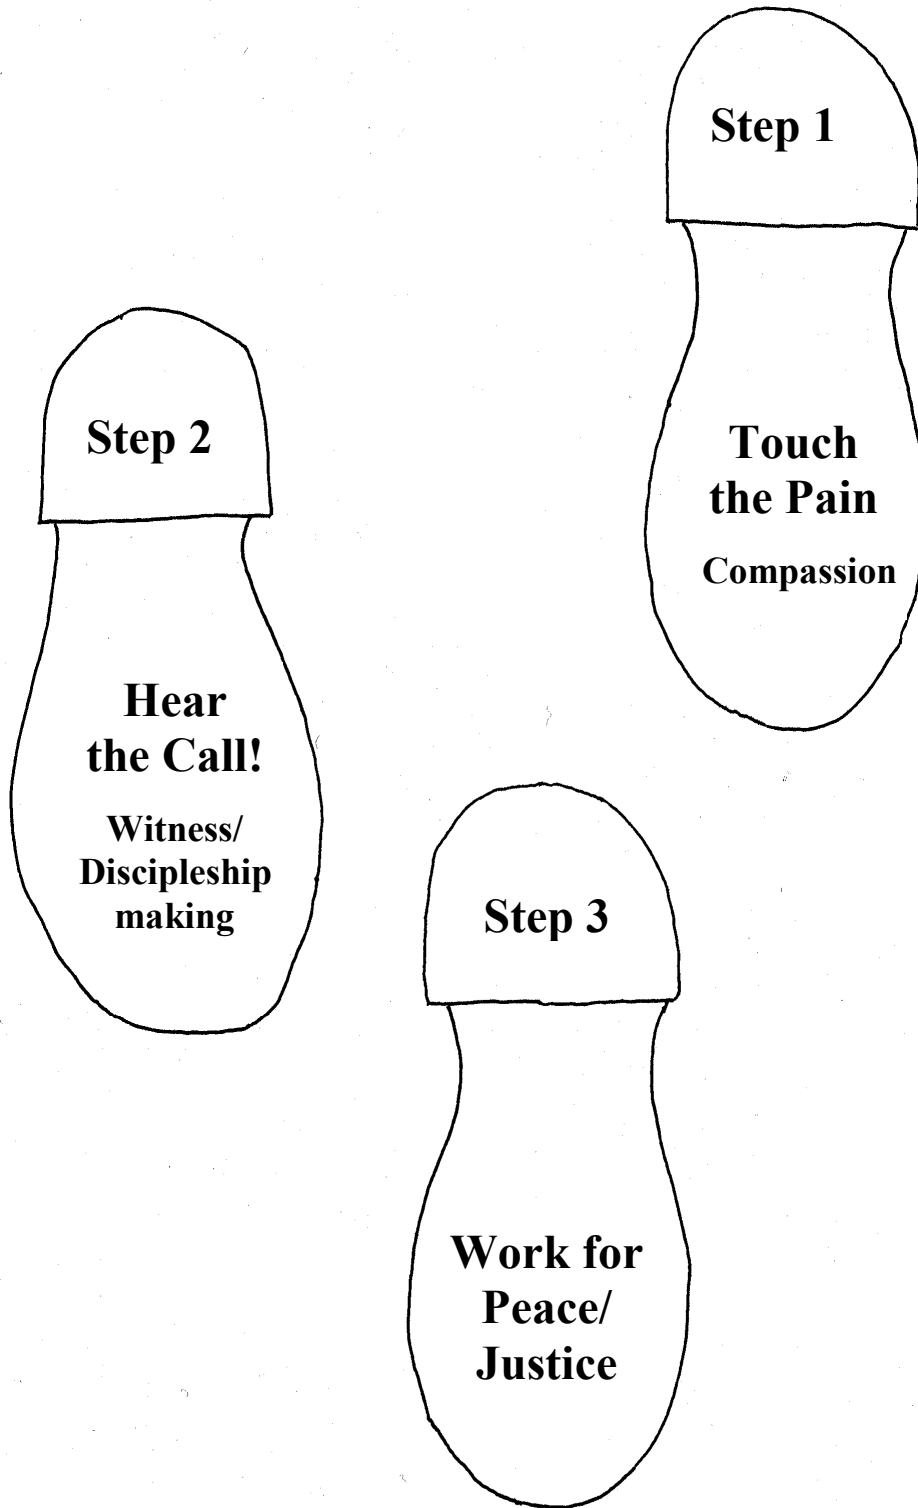 Step 1
Touch
the Pain
Compassion
Step 2
Hear
the Call!
Witness/
Discipleship
making
Step 3
Work for
Peace/
Justice